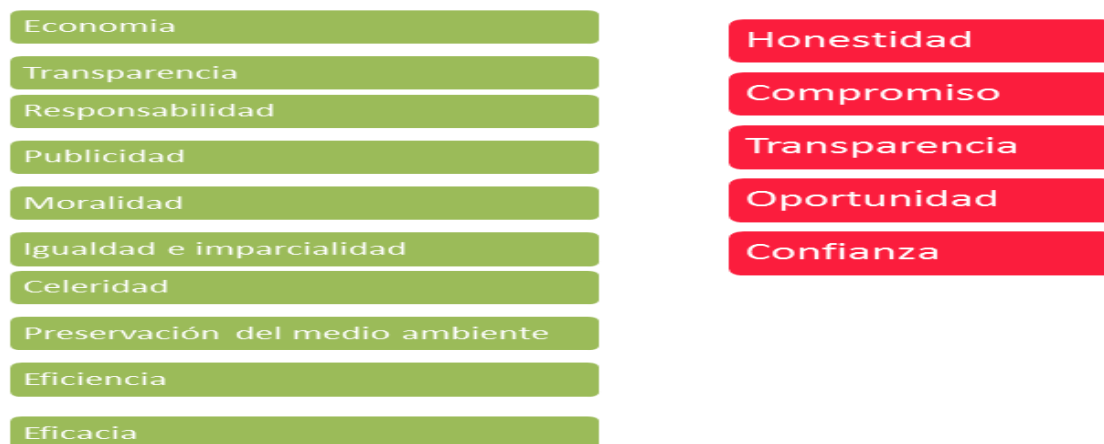 Economia
Transparencia
Responsabilidad
Publicidad
Moralidad
Igualdad e imparcialidad
Celeridad
Preservación del medio ambiente
Eficiencia
Eficacia
Honestidad
Compromiso
Transparencia
Oportunidad
Confianza